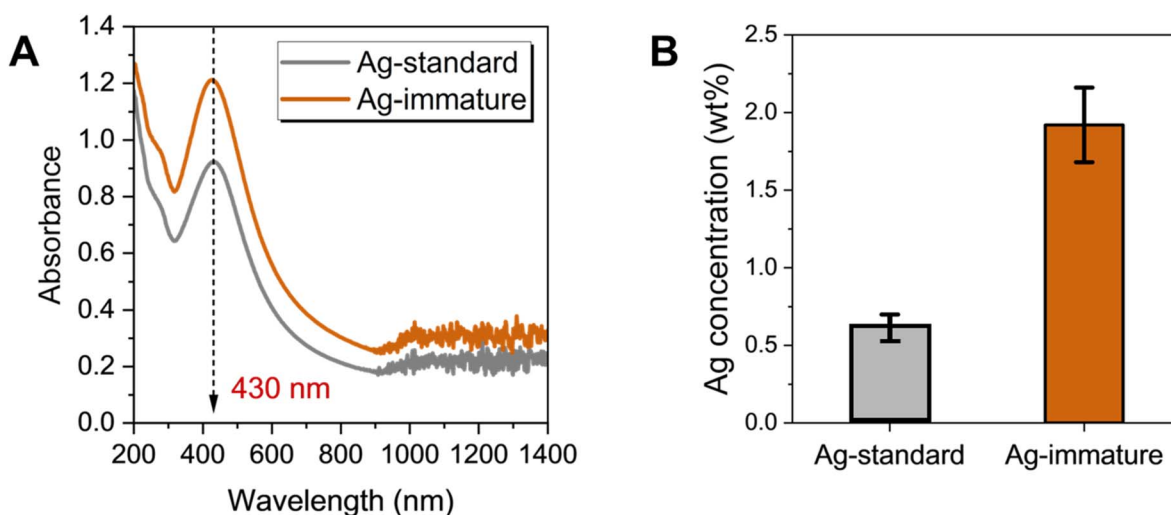 A
Absorbance
1.4
1.2
1.0
0.8
0.6
0.4
0.2
0.0
Ag-standard
Ag-immature
430 nm
200 400 600 800 1000 1200 1400
Wavelength (nm)
B
Ag concentration (wt%)
2.5
2.0
1.5
1.0
0.5
0.0
Ag-standard Ag-immature